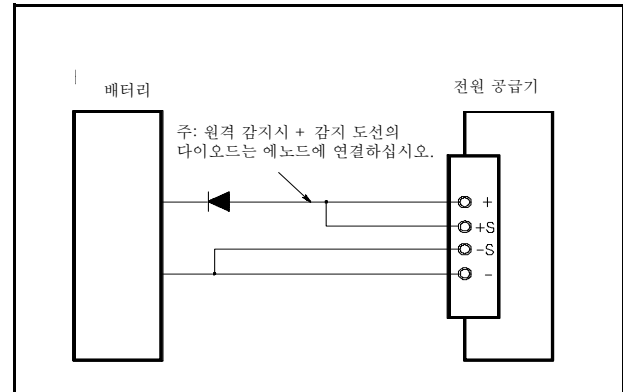 배터리
전원 공급기
주: 원격 감지시 + 감지 도선의
다이오드는 에노드에 연결하십시오.
+
+S
-S
-